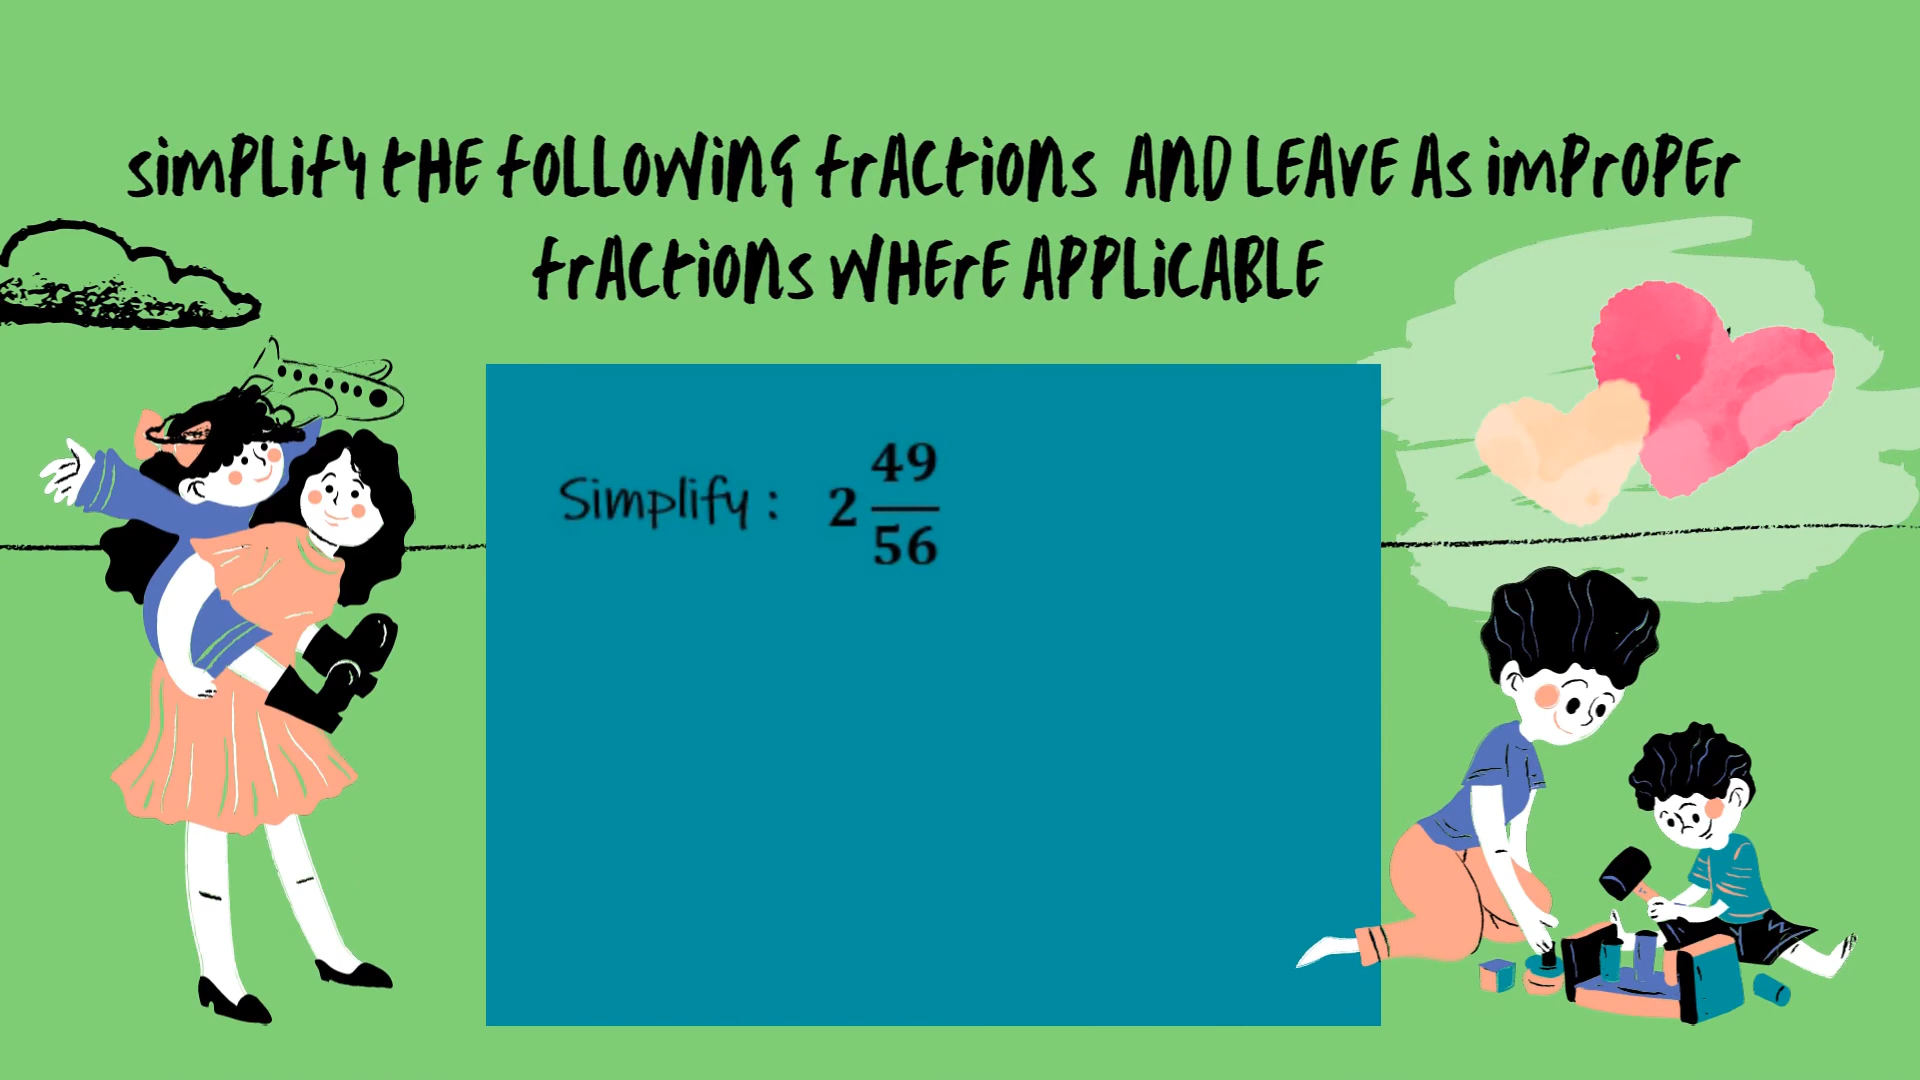 simPLify tHE foLLowing frActions AnD LEAvE As improPEr
frActions wHErE APPLicABLE
Simplify : 2 49/56